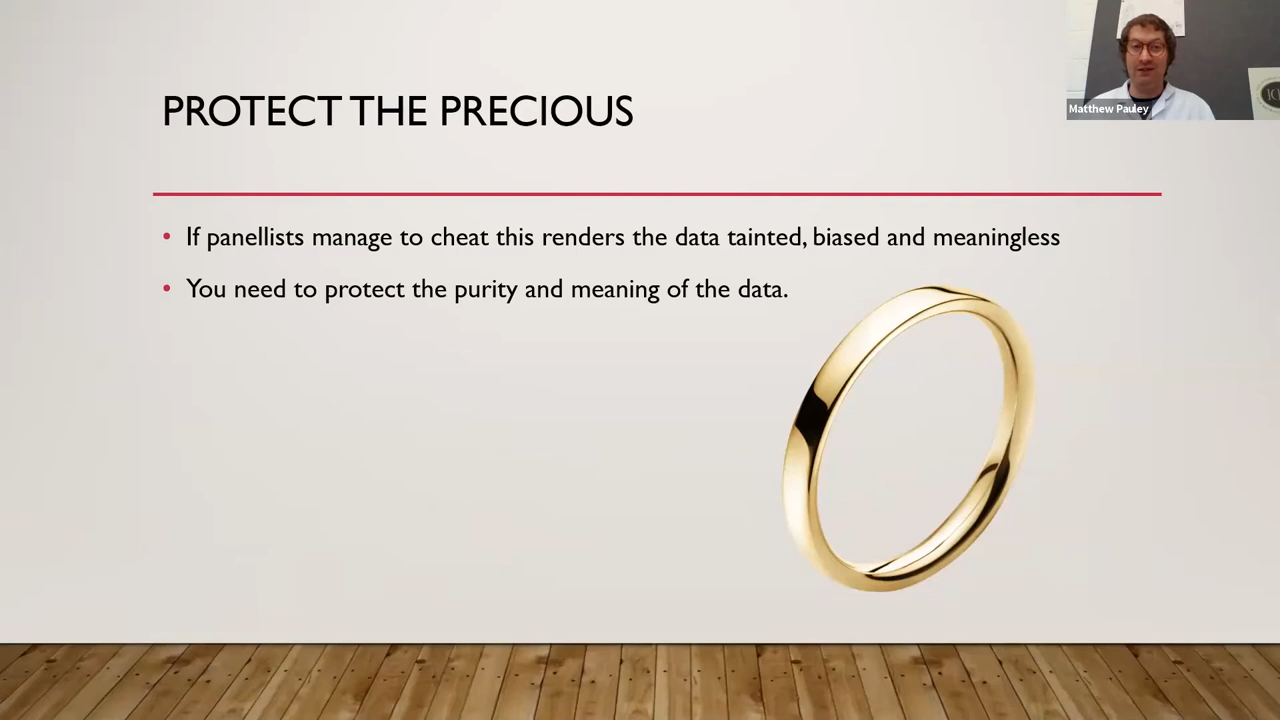 PROTECT THE PRECIOUS
Matthew Pauley
• If panellists manage to cheat this renders the data tainted, biased and meaningless
• You need to protect the purity and meaning of the data.